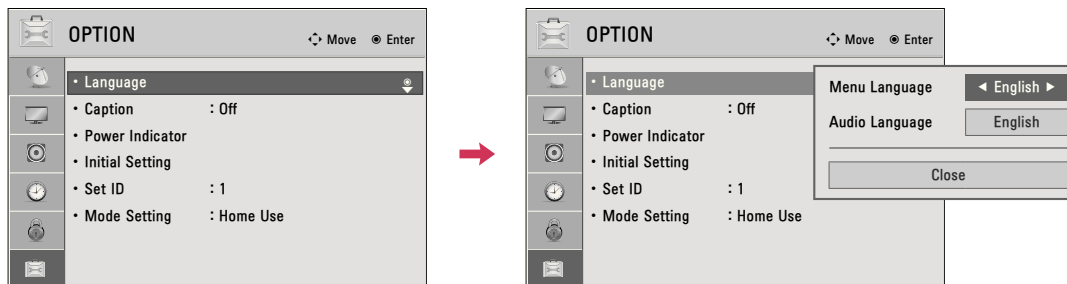 OPTION
Move Enter
• Language
• Caption : Off
• Power Indicator
• Initial Setting
• Set ID : 1
• Mode Setting : Home Use
OPTION
Move Enter
• Language
• Caption : Off
• Power Indicator
• Initial Setting
• Set ID : 1
• Mode Setting : Home Use
Menu Language ◄ English ►
Audio Language English
Close